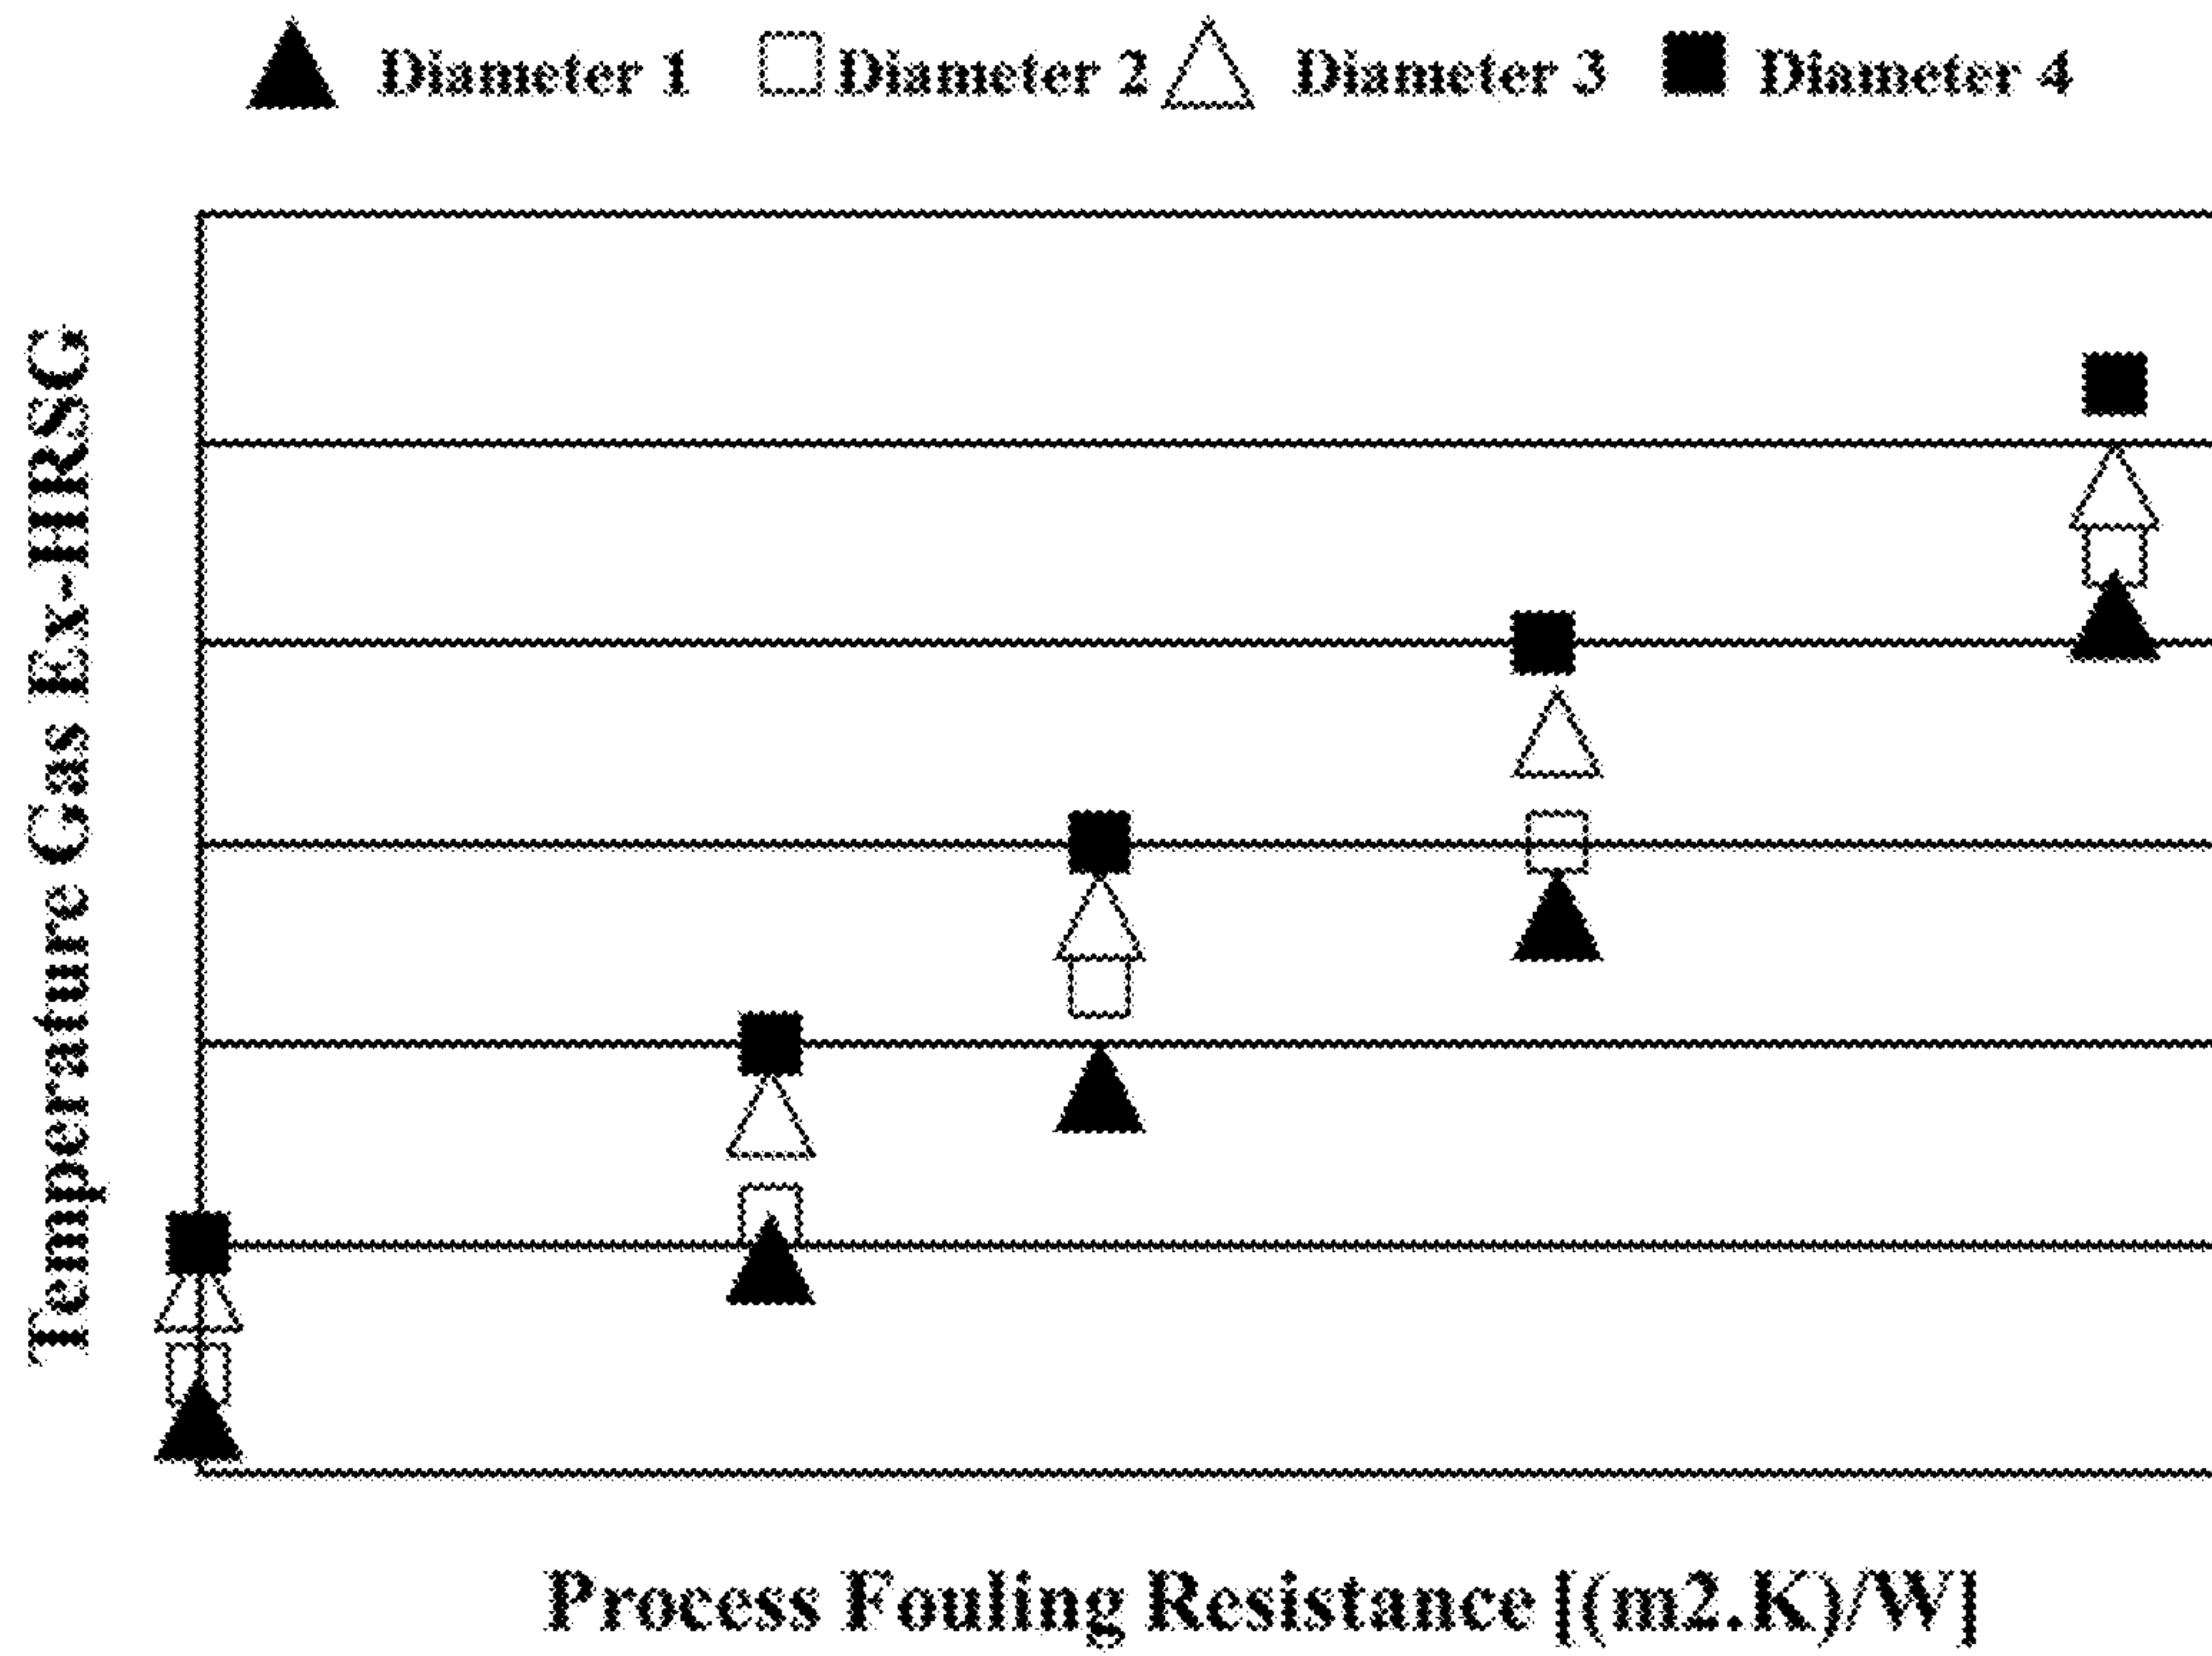 Diameter 1 Diameter 2 Diameter 3 Diameter 4
Temperature Gas Ex-HRSG
Process Fouling Resistance [(m2.K)/W]